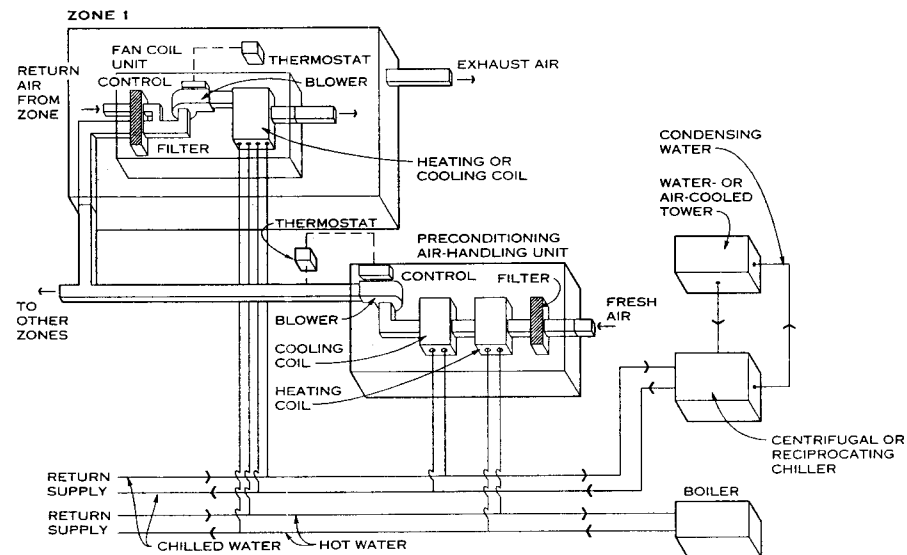 ZONE 1
FAN COIL
UNIT
CONTROL
THERMOSTAT
BLOWER
RETURN
AIR
FROM
ZONE
FILTER
EXHAUST AIR
HEATING OR
COOLING COIL
CONDENSING
WATER
WATER- OR
AIR-COOLED
TOWER
THERMOSTAT
PRECONDITIONING
AIR-HANDLING UNIT
CONTROL
FILTER
TO
OTHER
ZONES
BLOWER
FRESH
AIR
COOLING
COIL
HEATING
COIL
CENTRIFUGAL OR
RECIPROCATING
CHILLER
RETURN
SUPPLY
RETURN
SUPPLY
CHILLED WATER
HOT WATER
BOILER